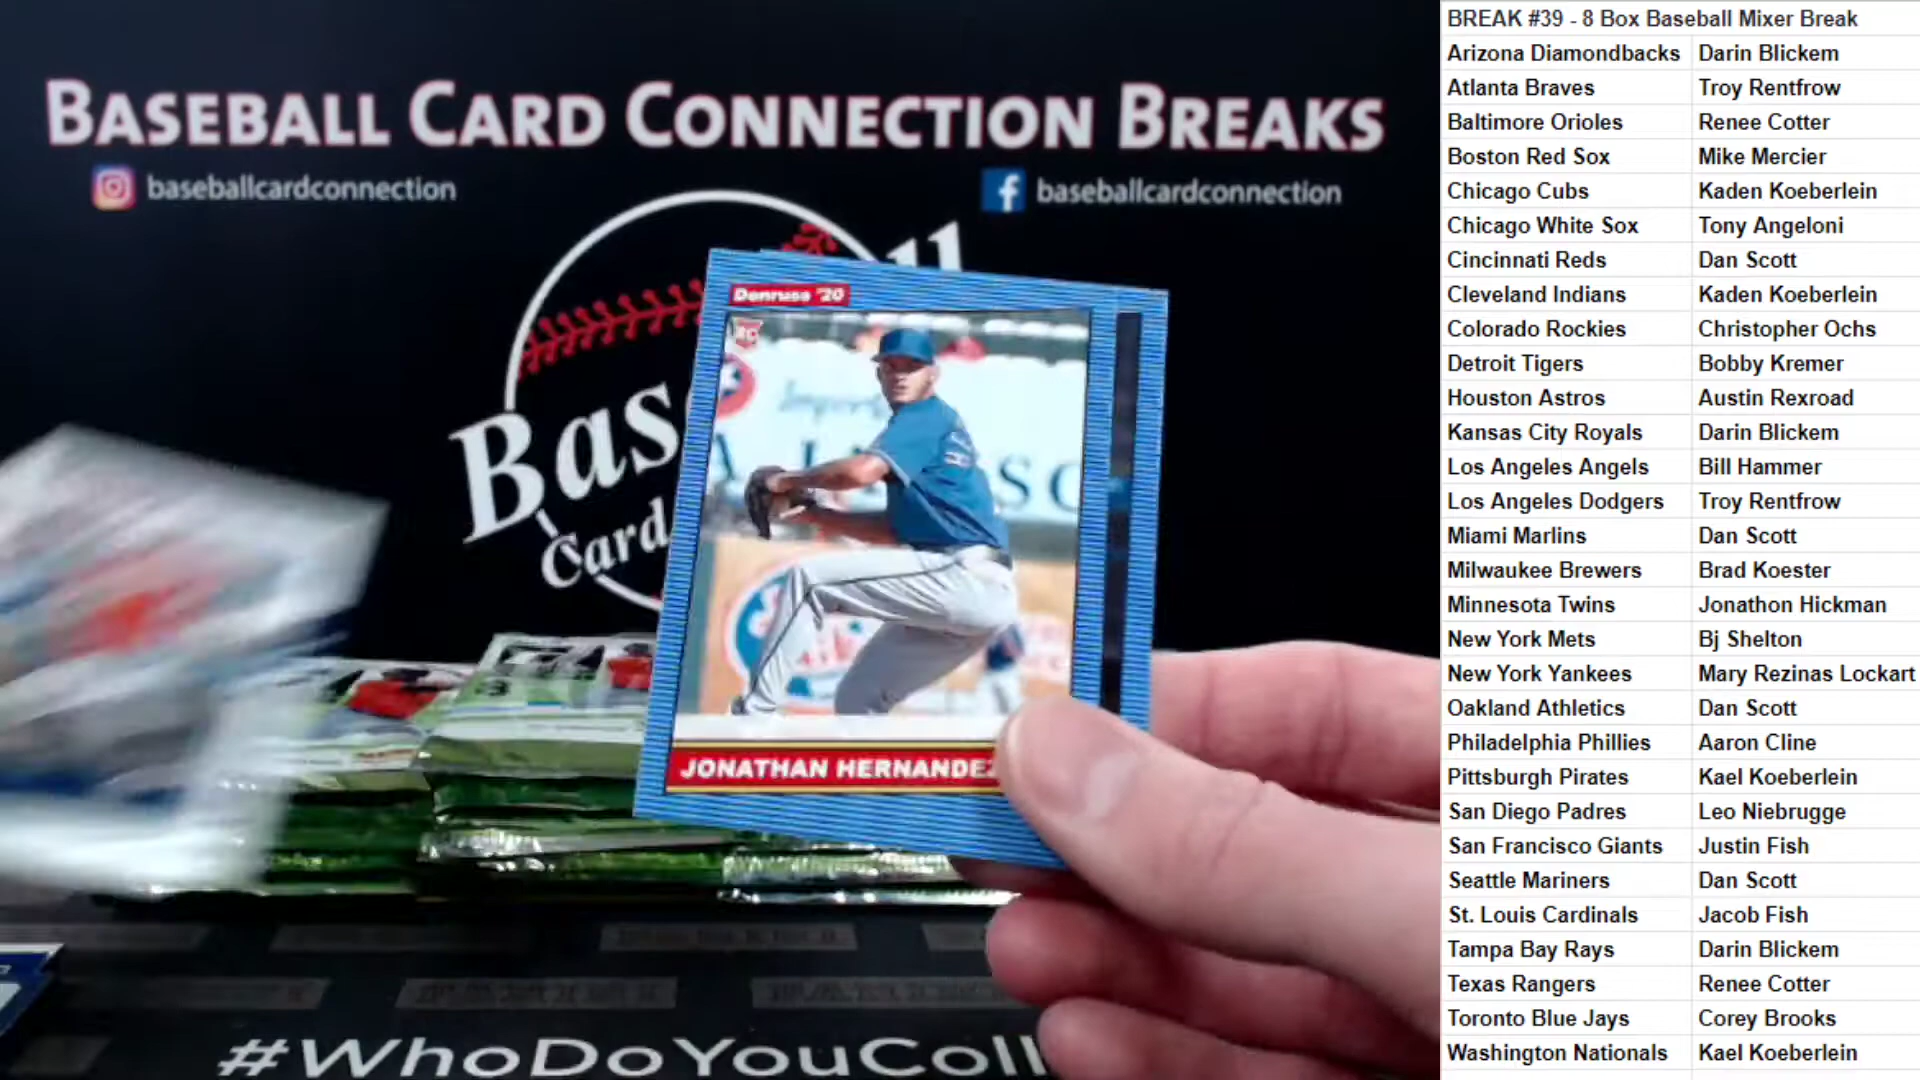 BASEBALL CARD CONNECTION BREAKS
baseballcardconnection
baseballcardconnection
Donruss '20
RC
JONATHAN HERNANDEZ
Card
#WhoDoYouColl
BREAK #39 - 8 Box Baseball Mixer Break
Arizona Diamondbacks Darin Blickem
Atlanta Braves Troy Rentfrow
Baltimore Orioles Renee Cotter
Boston Red Sox Mike Mercier
Chicago Cubs Kaden Koeberlein
Chicago White Sox Tony Angeloni
Cincinnati Reds Dan Scott
Cleveland Indians Kaden Koeberlein
Colorado Rockies Christopher Ochs
Detroit Tigers Bobby Kremer
Houston Astros Austin Rexroad
Kansas City Royals Darin Blickem
Los Angeles Angels Bill Hammer
Los Angeles Dodgers Troy Rentfrow
Miami Marlins Dan Scott
Milwaukee Brewers Brad Koester
Minnesota Twins Jonathon Hickman
New York Mets Bj Shelton
New York Yankees Mary Rezinas Lockart
Oakland Athletics Dan Scott
Philadelphia Phillies Aaron Cline
Pittsburgh Pirates Kael Koeberlein
San Diego Padres Leo Niebrugge
San Francisco Giants Justin Fish
Seattle Mariners Dan Scott
St. Louis Cardinals Jacob Fish
Tampa Bay Rays Darin Blickem
Texas Rangers Renee Cotter
Toronto Blue Jays Corey Brooks
Washington Nationals Kael Koeberlein